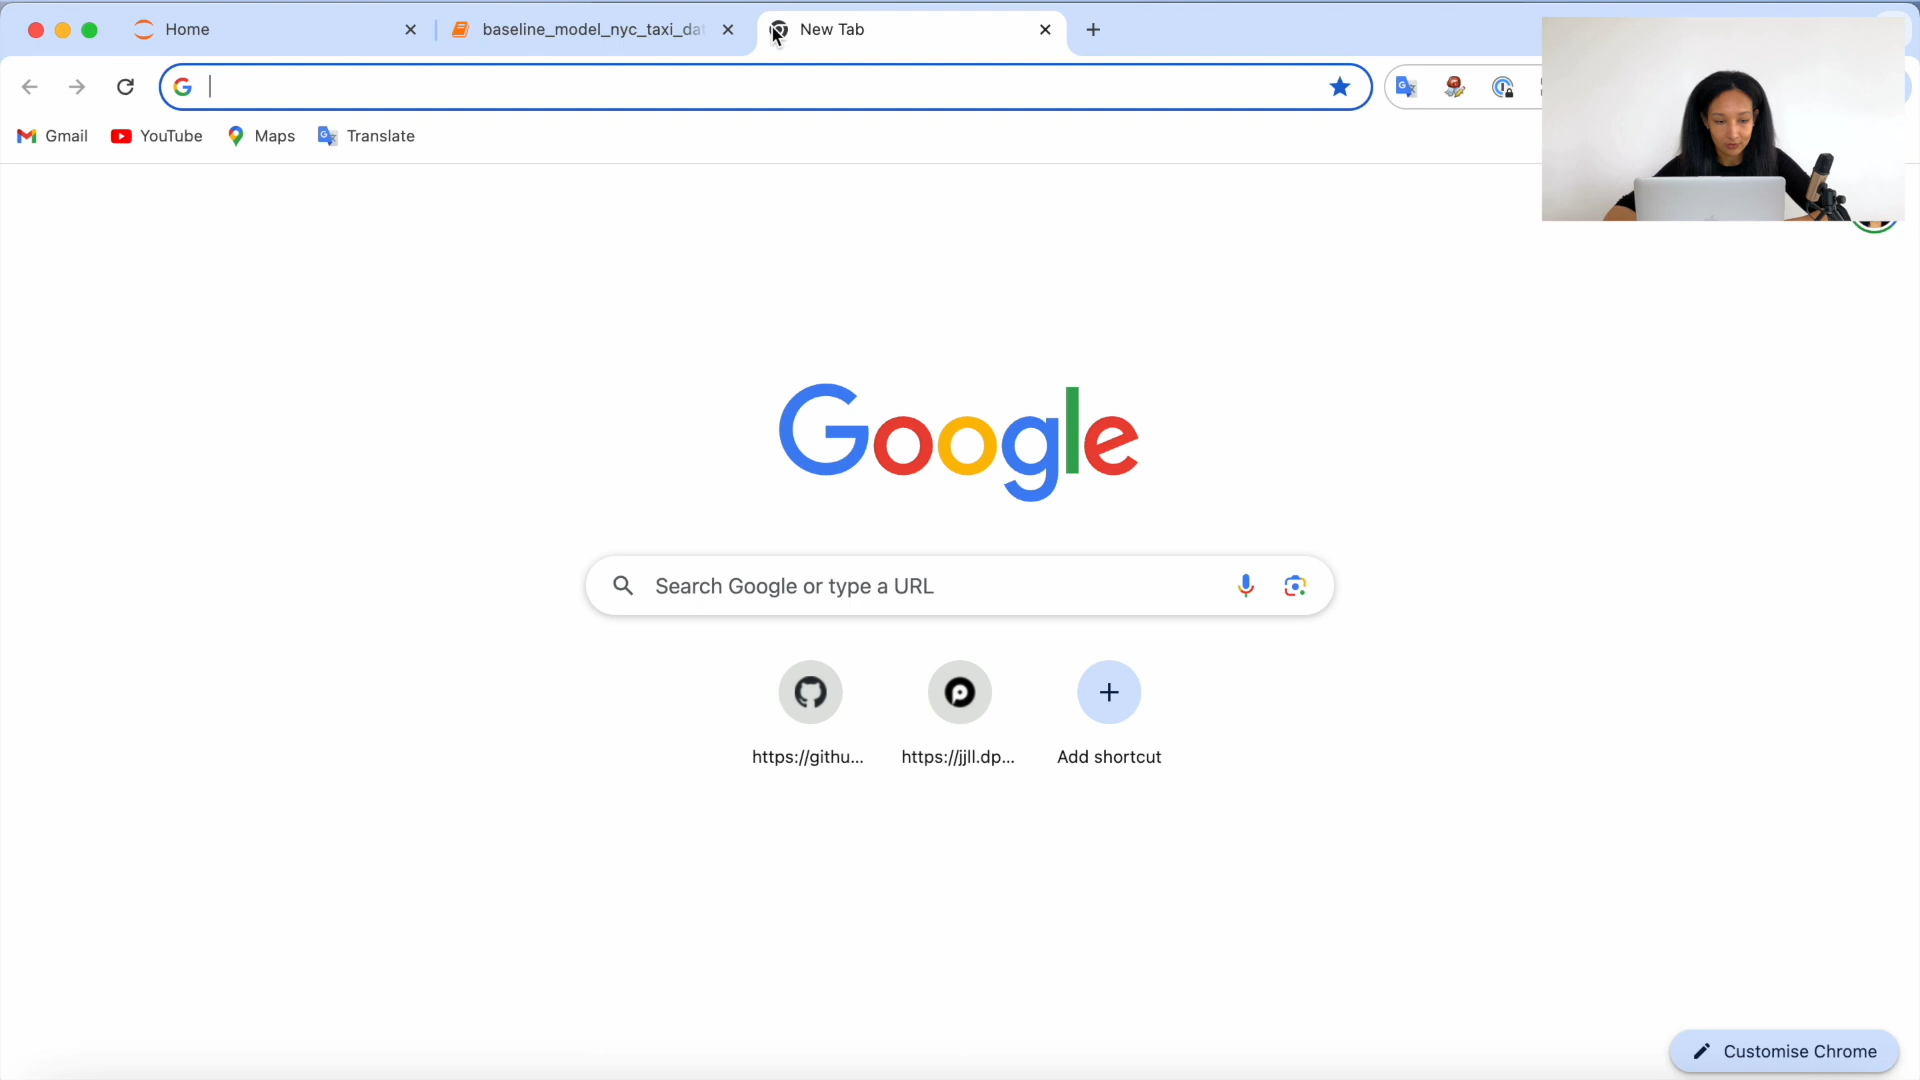 Home
baseline_model_nyc_taxi_da
New Tab
Gmail
YouTube
Maps
Translate
Google
Search Google or type a URL
https://githu...
https://jjll.dp...
Add shortcut
Customise Chrome